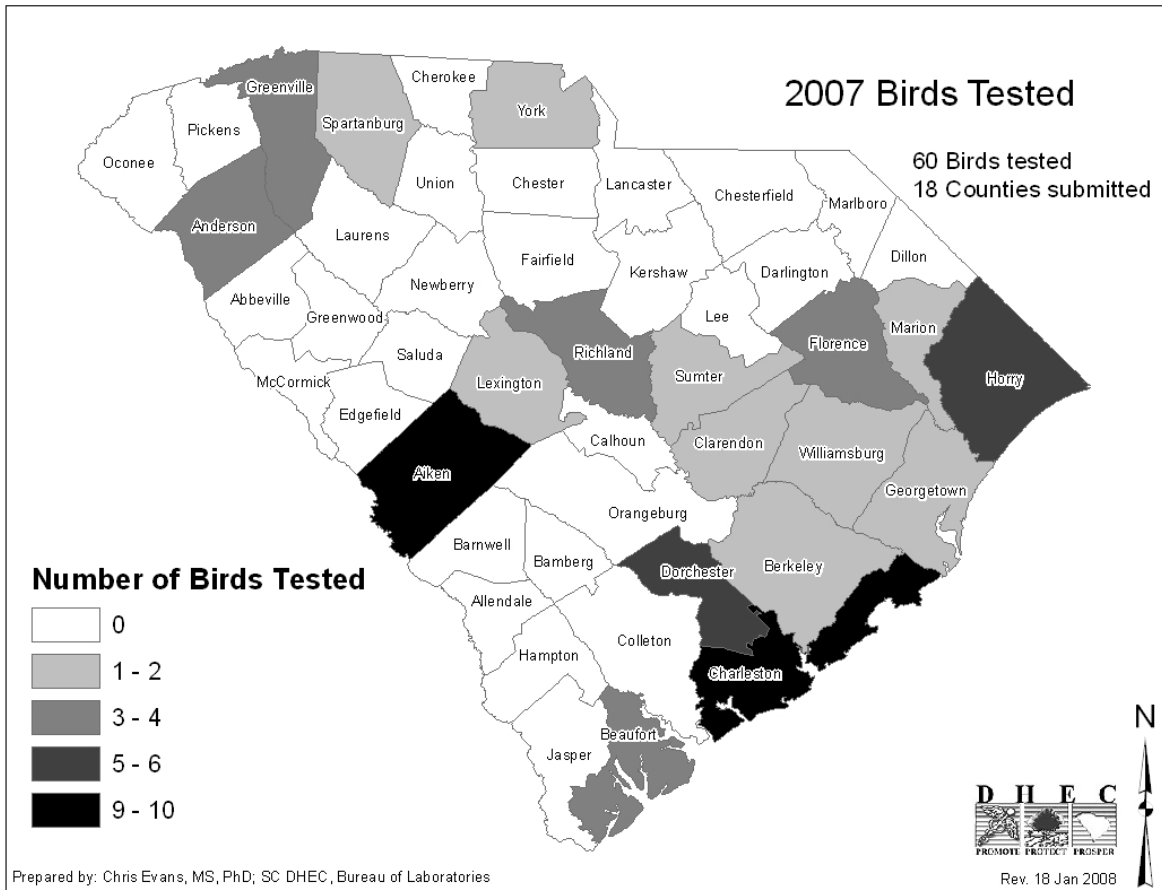 2007 Birds Tested
60 Birds tested
18 Counties submitted
Cherokee
Greenville
York
Spartanburg
Pickens
Oconee
Union
Chester
Lancaster
Chesterfield
Marlboro
Anderson
Laurens
Fairfield
Kershaw
Darlington
Dillon
Abbeville
Newberry
Greenwood
Lee
Marion
Florence
Richland
Saluda
Sumter
Horry
McCormick
Lexington
Edgefield
Calhoun
Clarendon
Williamsburg
Aiken
Georgetown
Orangeburg
Barnwell
Bamberg
Dorchester
Berkeley
Allendale
Colleton
Hampton
Charleston
Beaufort
Jasper
Number of Birds Tested
0
1 - 2
3 - 4
5 - 6
9 - 10
N
D H E C
PROMOTE PROTECT PROSPER
Prepared by: Chris Evans, MS, PhD; SC DHEC, Bureau of Laboratories
Rev. 18 Jan 2008